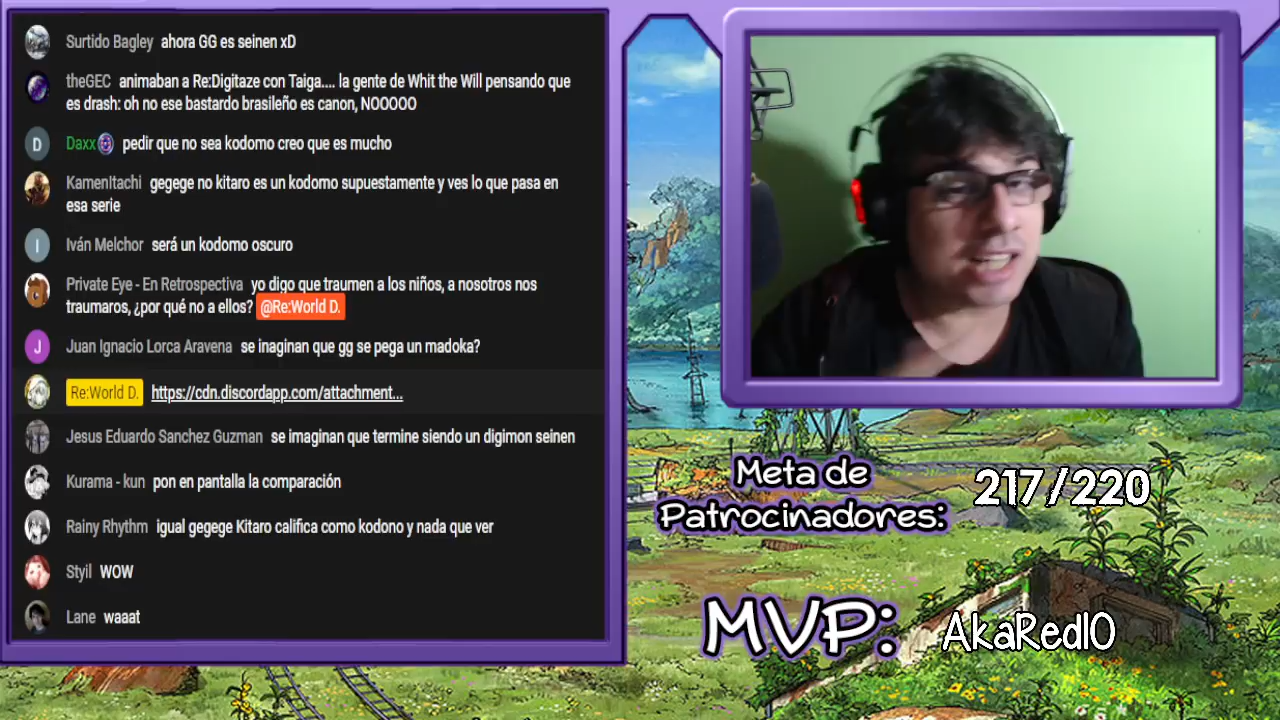 Surtido Bagley ahora GG es seinen xD
theGEC animaban a Re:Digitaze con Taiga.... la gente de Whit the Will pensando que
es drash: oh no ese bastardo brasileño es canon, NOOOOO
D Daxx pedir que no sea kodomo creo que es mucho
KamenItachi gegege no kitaro es un kodomo supuestamente y ves lo que pasa en
esa serie
I Iván Melchor será un kodomo oscuro
Private Eye - En Retrospectiva yo digo que traumen a los niños, a nosotros nos
traumaros, ¿por qué no a ellos? @Re:World D.
J Juan Ignacio Lorca Aravena se inaginan que gg se pega un madoka?
Re:World D. https://cdn.discordapp.com/attachment...
Jesus Eduardo Sanchez Guzman se imaginan que termine siendo un digimon seinen
Kurama - kun pon en pantalla la comparación
Rainy Rhythm igual gegege Kitaro califica como kodono y nada que ver
Styil WOW
Lane waaat
Meta de
Patrocinadores:
217/220
MVP:
AkaRed10